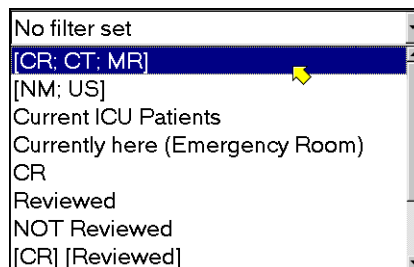 No filter set
[CR; CT; MR]
[NM; US]
Current ICU Patients
Currently here (Emergency Room)
CR
Reviewed
NOT Reviewed
[CR] [Reviewed]